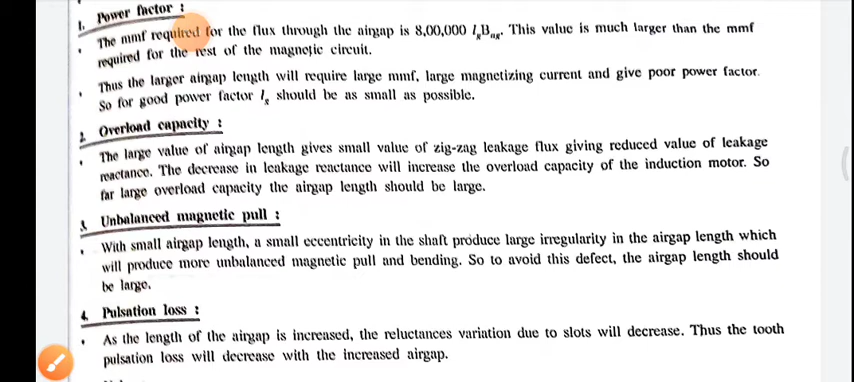 1. Power factor :
• The mmf required for the flux through the airgap is 8,00,000 lgBag. This value is much larger than the mmf
required for the rest of the magnetic circuit.
• Thus the larger airgap length will require large mmf, large magnetizing current and give poor power factor.
So for good power factor lg should be as small as possible.
2. Overload capacity :
• The large value of airgap length gives small value of zig-zag leakage flux giving reduced value of leakage
reactance. The decrease in leakage reactance will increase the overload capacity of the induction motor. So
far large overload capacity the airgap length should be large.
3. Unbalanced magnetic pull :
• With small airgap length, a small eccentricity in the shaft produce large irregularity in the airgap length which
will produce more unbalanced magnetic pull and bending. So to avoid this defect, the airgap length should
be large.
4. Pulsation loss :
• As the length of the airgap is increased, the reluctances variation due to slots will decrease. Thus the tooth
pulsation loss will decrease with the increased airgap.